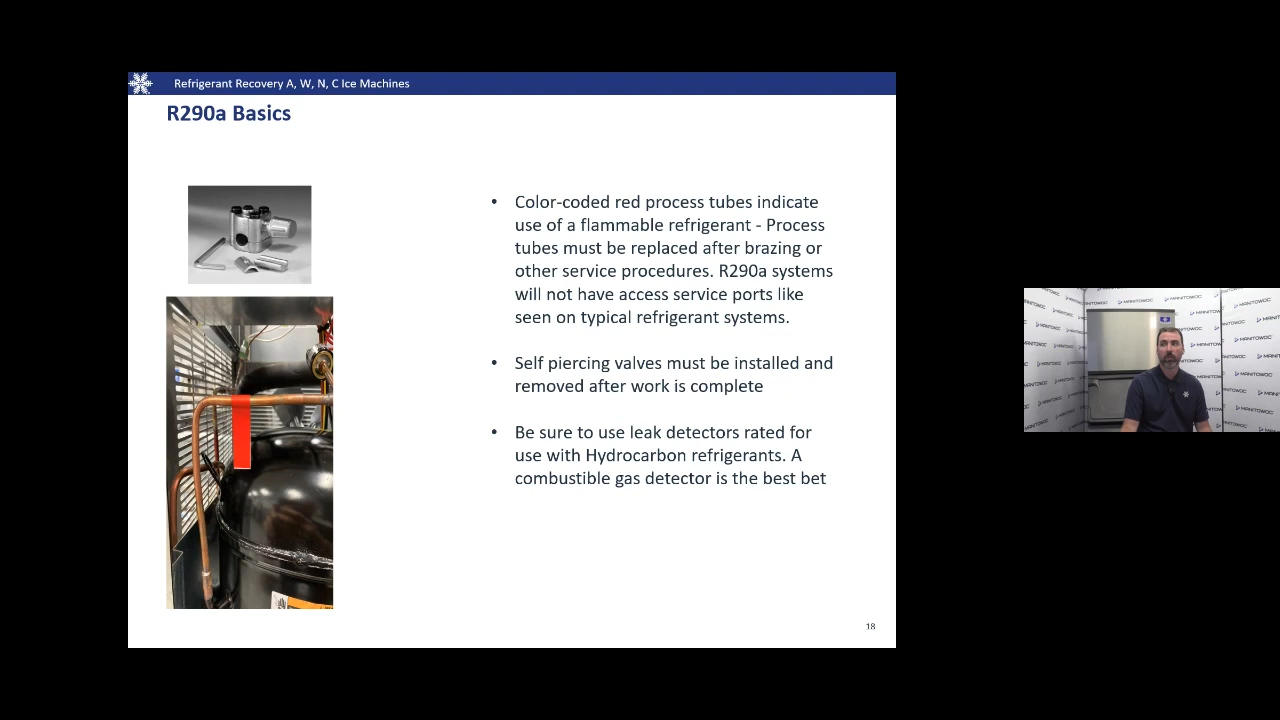 Refrigerant Recovery A, W, N, C Ice Machines
R290a Basics
• Color-coded red process tubes indicate
use of a flammable refrigerant - Process
tubes must be replaced after brazing or
other service procedures. R290a systems
will not have access service ports like
seen on typical refrigerant systems.
• Self piercing valves must be installed and
removed after work is complete
• Be sure to use leak detectors rated for
use with Hydrocarbon refrigerants. A
combustible gas detector is the best bet
18
MANITOWOC